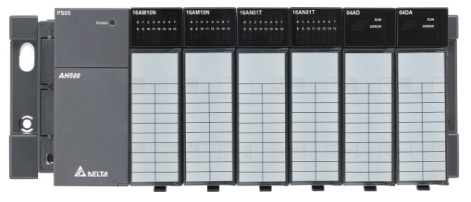 PS05
POWER
AH500
DELTA
16AM10N
16AM10N
16AN01T
16AN01T
04AD
RUN
ERROR
04DA
RUN
ERROR